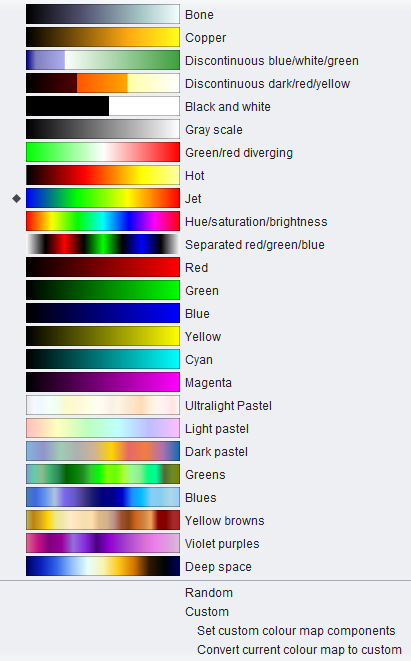 Bone
Copper
Discontinuous blue/white/green
Discontinuous dark/red/yellow
Black and white
Gray scale
Green/red diverging
Hot
Jet
Hue/saturation/brightness
Separated red/green/blue
Red
Green
Blue
Yellow
Cyan
Magenta
Ultralight Pastel
Light pastel
Dark pastel
Greens
Blues
Yellow browns
Violet purples
Deep space
Random
Custom
Set custom colour map components
Convert current colour map to custom